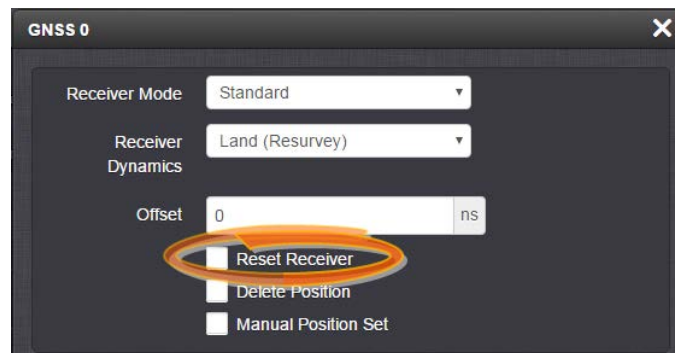 GNSS 0
Receiver Mode Standard
Receiver Land (Resurvey)
Dynamics
Offset 0 ns
Reset Receiver
Delete Position
Manual Position Set